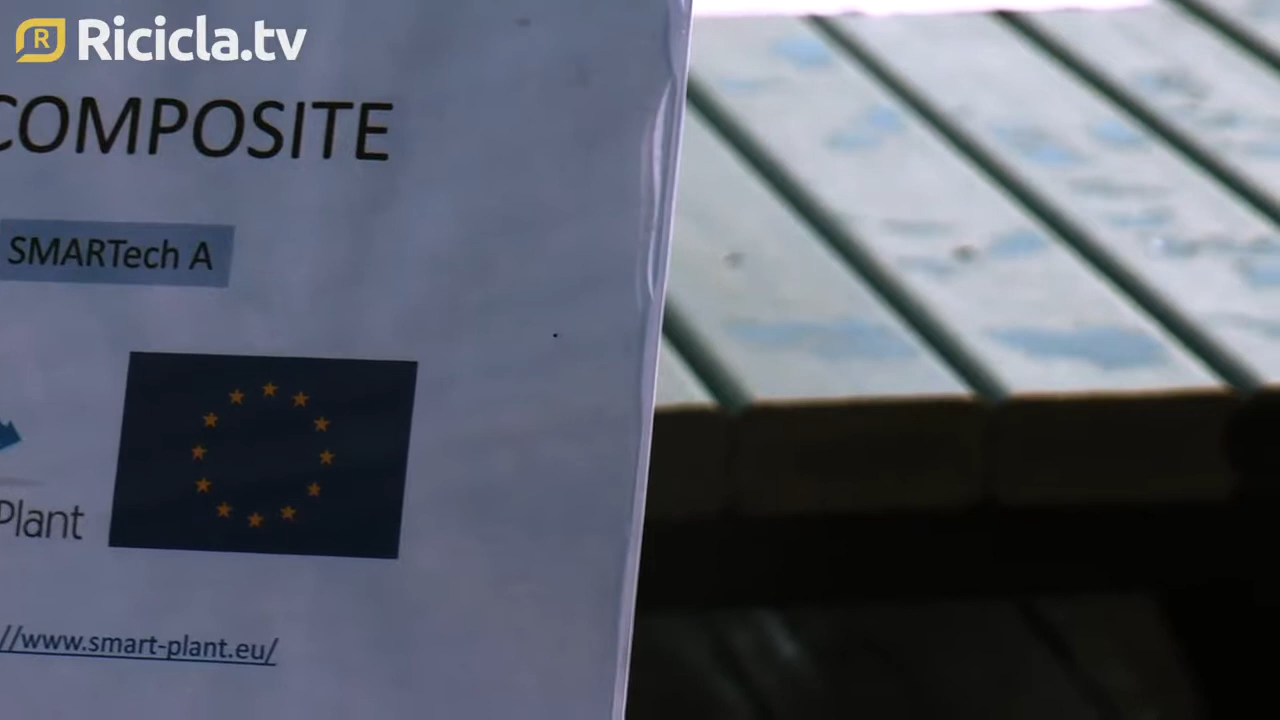 R Ricicla.tv
COMPOSITE
SMARTech A
Plant
//www.smart-plant.eu/